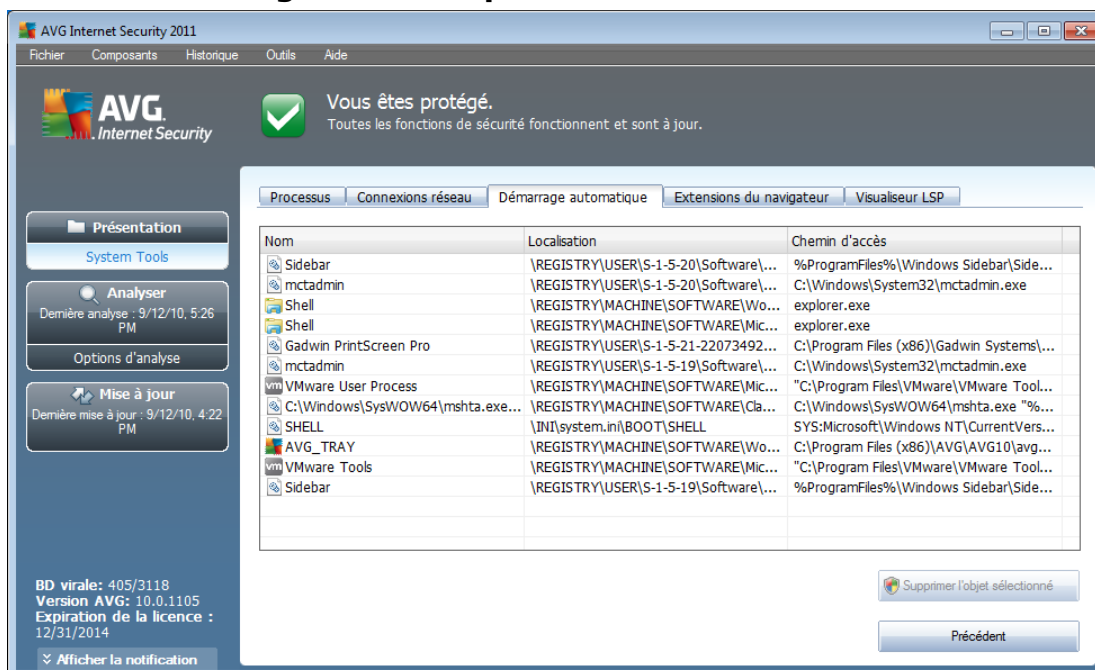 AVG Internet Security 2011
Fichier Composants Historique Outils Aide
AVG.
Internet Security
Vous êtes protégé.
Toutes les fonctions de sécurité fonctionnent et sont à jour.
Processus Connexions réseau Démarrage automatique Extensions du navigateur Visualiseur LSP
Présentation
System Tools
Analyser
Dernière analyse : 9/12/10, 5:26
PM
Options d'analyse
Mise à jour
Dernière mise à jour : 9/12/10, 4:22
PM
Nom Localisation Chemin d'accès
Sidebar \REGISTRY\USER\S-1-5-20\Software\... %ProgramFiles%\Windows Sidebar\Side...
mctadmin \REGISTRY\USER\S-1-5-20\Software\... C:\Windows\System32\mctadmin.exe
Shell \REGISTRY\MACHINE\SOFTWARE\Wo... explorer.exe
Shell \REGISTRY\MACHINE\SOFTWARE\Mic... explorer.exe
Gadwin PrintScreen Pro \REGISTRY\USER\S-1-5-21-22073492... C:\Program Files (x86)\Gadwin Systems\...
mctadmin \REGISTRY\USER\S-1-5-19\Software\... C:\Windows\System32\mctadmin.exe
VMware User Process \REGISTRY\MACHINE\SOFTWARE\Mic... "C:\Program Files\VMware\VMware Tool...
C:\Windows\SysWOW64\mshta.exe... \REGISTRY\MACHINE\SOFTWARE\Cla... C:\Windows\SysWOW64\mshta.exe "%...
SHELL \INI\system.ini\BOOT\SHELL SYS:Microsoft\Windows NT\CurrentVers...
AVG_TRAY \REGISTRY\MACHINE\SOFTWARE\Wo... C:\Program Files (x86)\AVG\AVG10\avg...
VMware Tools \REGISTRY\MACHINE\SOFTWARE\Mic... "C:\Program Files\VMware\VMware Tool...
Sidebar \REGISTRY\USER\S-1-5-19\Software\... %ProgramFiles%\Windows Sidebar\Side...
Supprimer l'objet sélectionné
Précédent
BD virale: 405/3118
Version AVG: 10.0.1105
Expiration de la licence :
12/31/2014
Afficher la notification